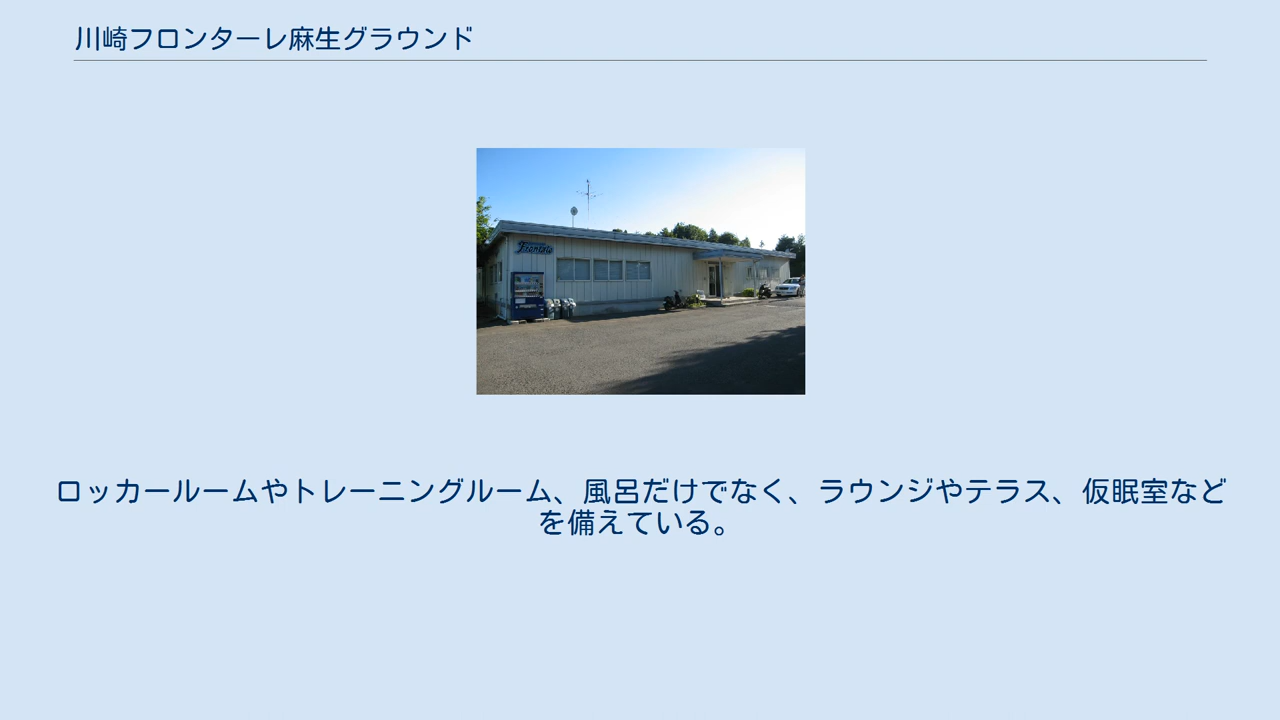 川崎フロンターレ麻生グラウンド
Frontale
ロッカールームやトレーニングルーム、風呂だけでなく、ラウンジやテラス、仮眠室など
を備えている。